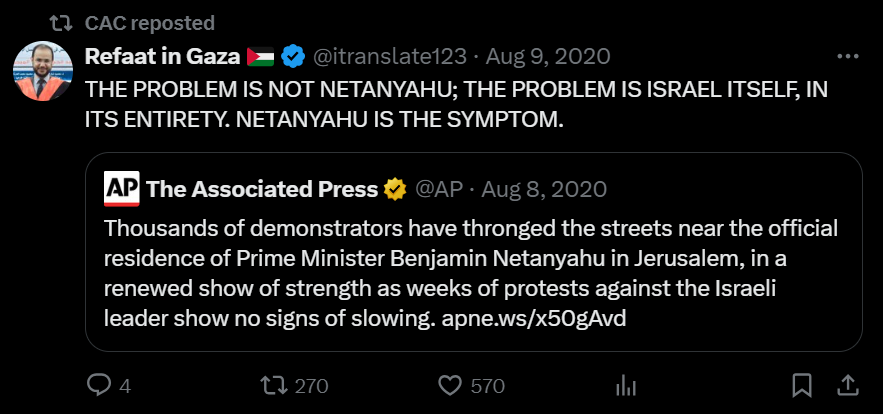 CAC reposted
Refaat in Gaza 🇵🇸 @itranslate123 · Aug 9, 2020
THE PROBLEM IS NOT NETANYAHU; THE PROBLEM IS ISRAEL ITSELF, IN
ITS ENTIRETY. NETANYAHU IS THE SYMPTOM.
AP The Associated Press @AP · Aug 8, 2020
Thousands of demonstrators have thronged the streets near the official
residence of Prime Minister Benjamin Netanyahu in Jerusalem, in a
renewed show of strength as weeks of protests against the Israeli
leader show no signs of slowing. apne.ws/x50gAvd
4 270 570